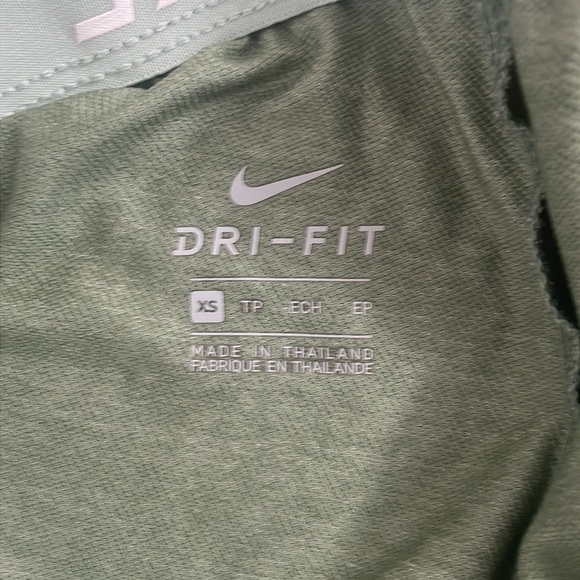 DRI-FIT
XS TP ECH EP
MADE IN THAILAND
FABRIQUE EN THAILANDE